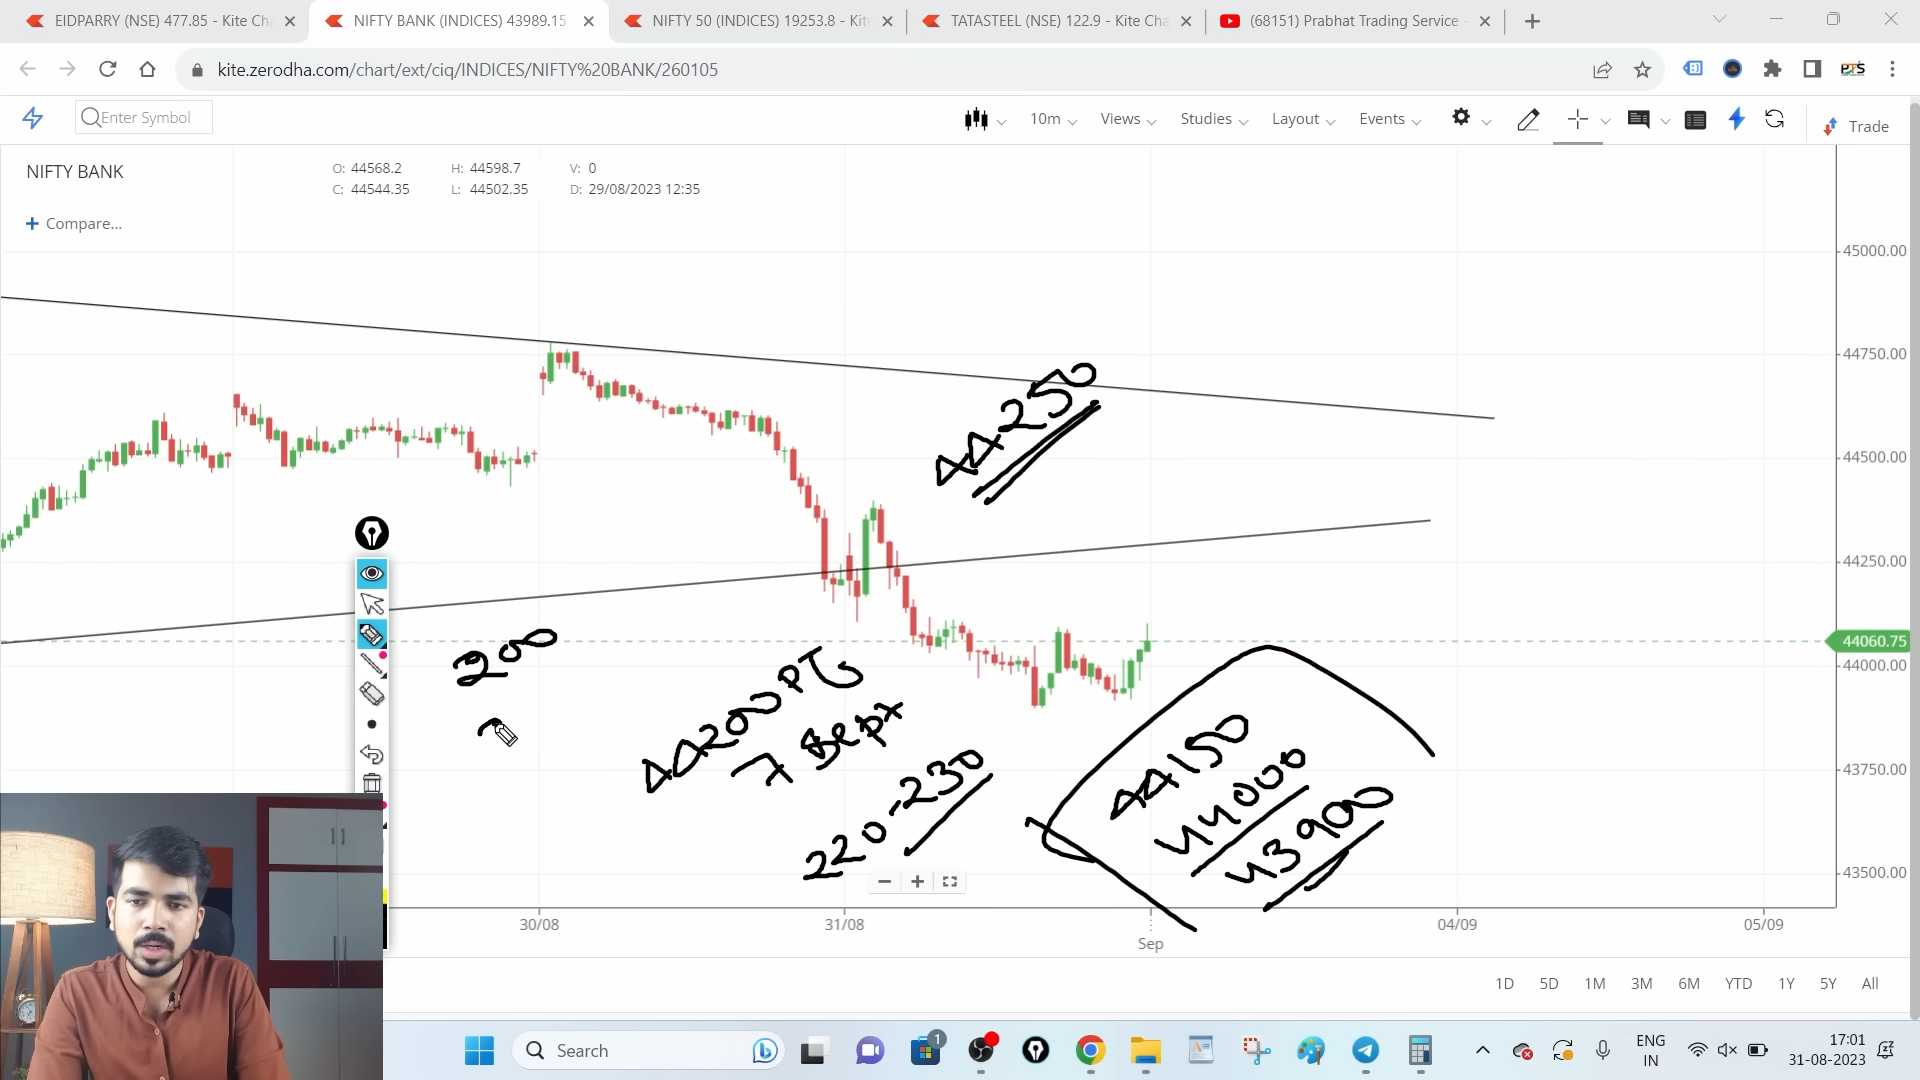 EIDPARRY (NSE) 477.85 - Kite Ch
NIFTY BANK (INDICES) 43989.15
NIFTY 50 (INDICES) 19253.8 - Kite
TATASTEEL (NSE) 122.9 - Kite Cha
(68151) Prabhat Trading Service -
kite.zerodha.com/chart/ext/ciq/INDICES/NIFTY%20BANK/260105
PTS
Enter Symbol
10m Views Studies Layout Events
Trade
NIFTY BANK
O: 44568.2 H: 44598.7 V: 0
C: 44544.35 L: 44502.35 D: 29/08/2023 12:35
+ Compare...
45000.00
44750.00
44250
44500.00
44250.00
200
44060.75
44000.00
44200 PE
7 Sept
220-230
44150
44000
43900
43750.00
43500.00
30/08 31/08 Sep 04/09 05/09
1D 5D 1M 3M 6M YTD 1Y 5Y All
Search
1
ENG
IN
17:01
31-08-2023